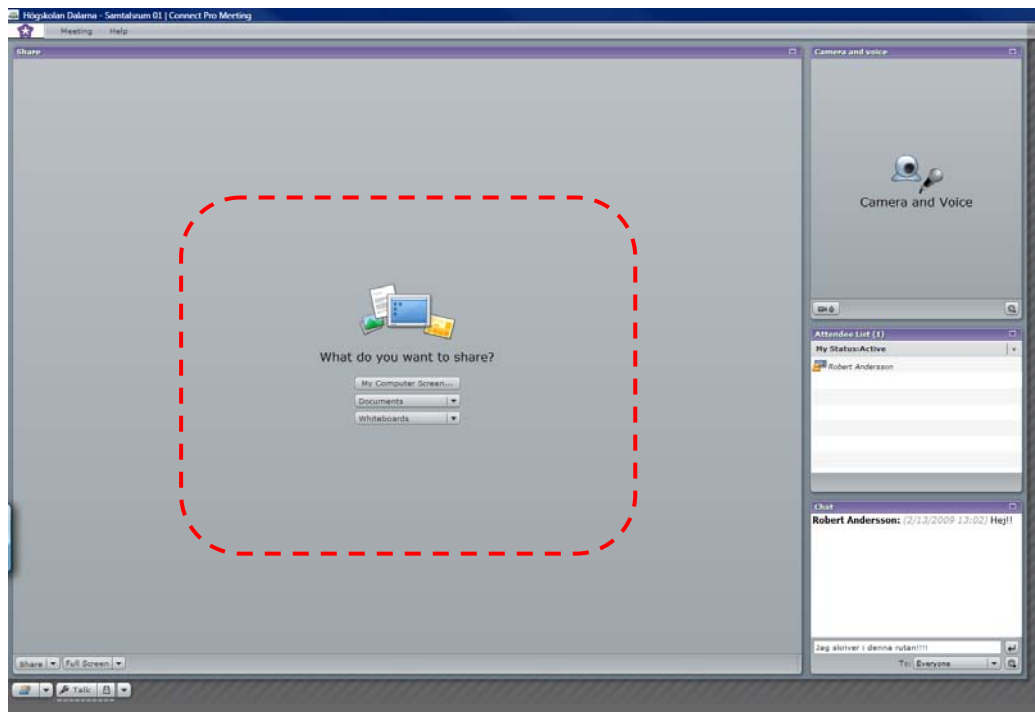 Högskolan Dalarna - Samtalsrum 01 | Connect Pro Meeting
Meeting Help
Share
What do you want to share?
My Computer Screen...
Documents
Whiteboards
Share Full Screen
Talk
Camera and voice
Camera and Voice
Attendee List (1)
My Status:Active
Robert Andersson
Chat
Robert Andersson: (2/13/2009 13:02) Hej!!
Jag skriver i denna rutan!!!!
To: Everyone